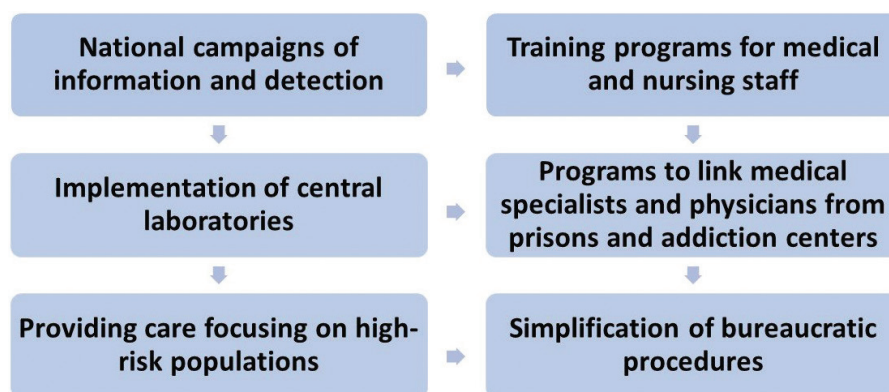 National campaigns of
information and detection
Training programs for medical
and nursing staff
Implementation of central
laboratories
Programs to link medical
specialists and physicians from
prisons and addiction centers
Providing care focusing on high-
risk populations
Simplification of bureaucratic
procedures